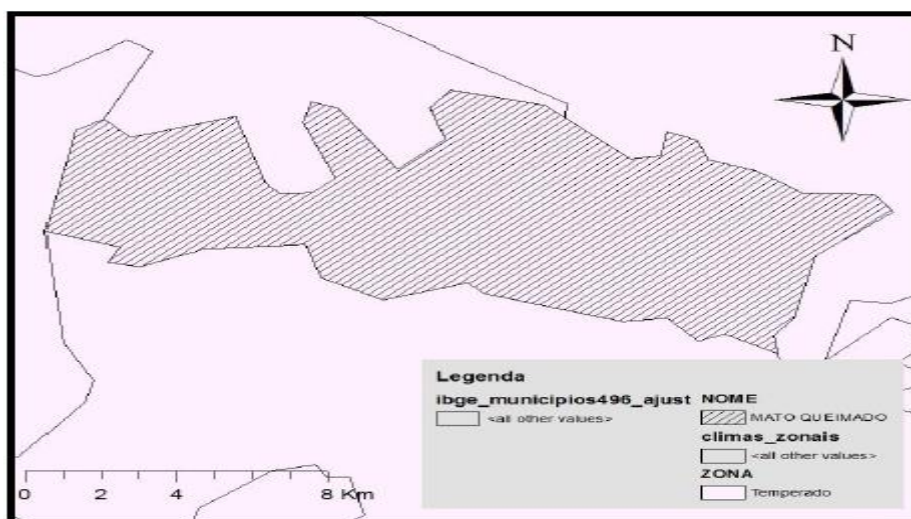 N
Legenda
ibge_municipios496_ajust
<all other values>
NOME
MATO QUEIMADO
climas_zonais
<all other values>
ZONA
Temperado
0 2 4 8 Km